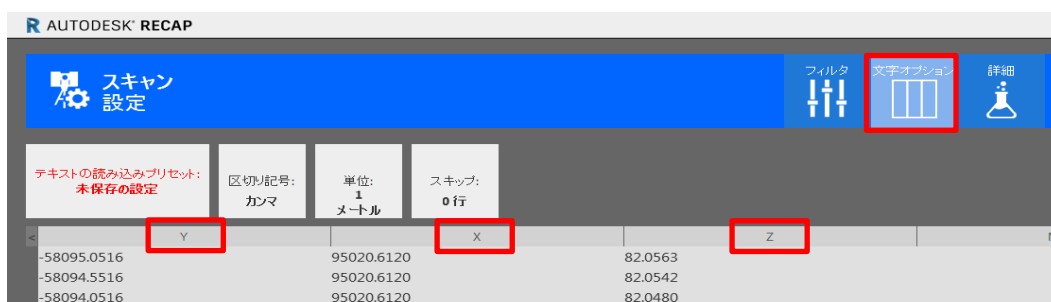 R AUTODESK® RECAP
スキャン
設定
フィルタ
文字オプション
詳細
テキストの読み込みプリセット:
未保存の設定
区切り記号:
カンマ
単位:
1
メートル
スキップ:
0 行
< Y X Z
-58095.0516 95020.6120 82.0563
-58094.5516 95020.6120 82.0542
-58094.0516 95020.6120 82.0480